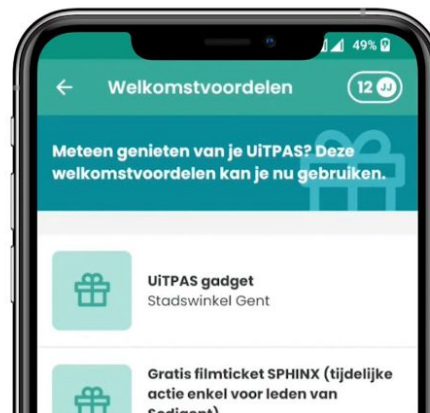 49%
Welkomstvoordelen
12
Meteen genieten van je UiTPAS? Deze
welkomstvoordelen kan je nu gebruiken.
UiTPAS gadget
Stadswinkel Gent
Gratis filmticket SPHINX (tijdelijke
actie enkel voor leden van
Sodigent)